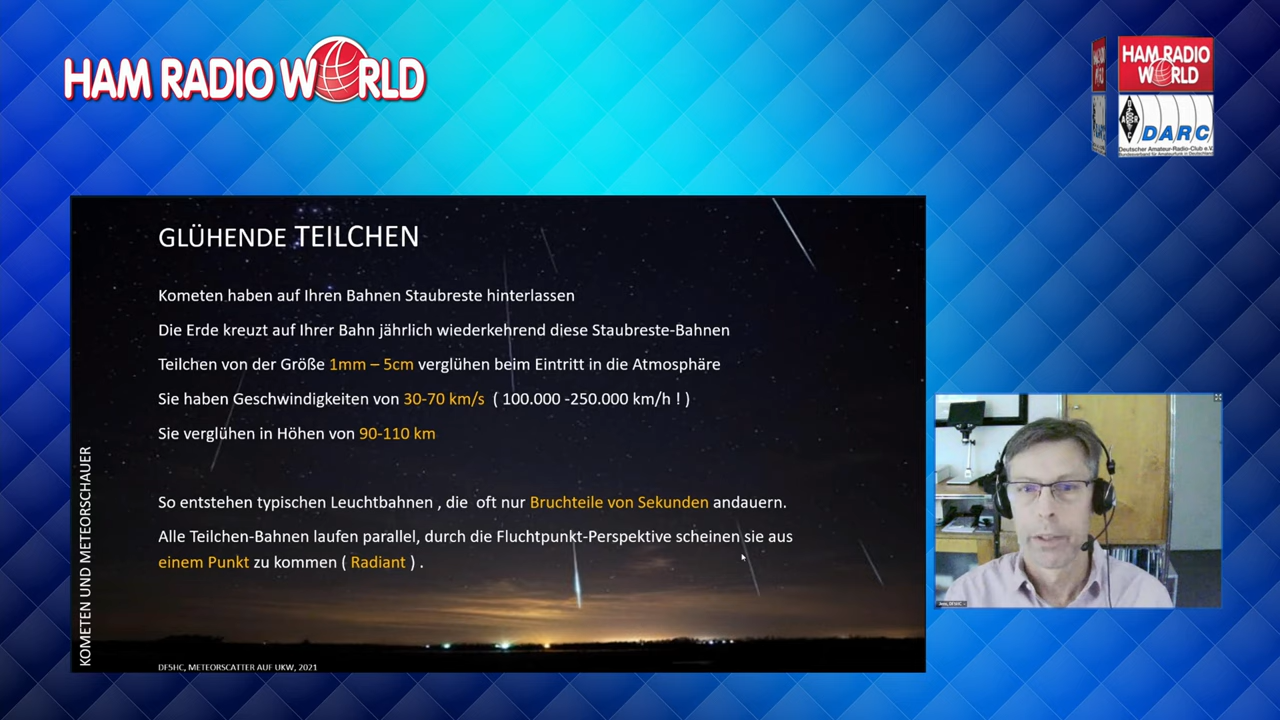 HAM RADIO WORLD
HAM RADIO
WORLD
DARC
Deutscher Amateur-Radio-Club e.V.
Bundesverband für Amateurfunk in Deutschland
GLÜHENDE TEILCHEN
Kometen haben auf Ihren Bahnen Staubreste hinterlassen
Die Erde kreuzt auf Ihrer Bahn jährlich wiederkehrend diese Staubreste-Bahnen
Teilchen von der Größe 1mm – 5cm verglühen beim Eintritt in die Atmosphäre
Sie haben Geschwindigkeiten von 30-70 km/s ( 100.000 -250.000 km/h ! )
Sie verglühen in Höhen von 90-110 km
So entstehen typischen Leuchtbahnen , die oft nur Bruchteile von Sekunden andauern.
Alle Teilchen-Bahnen laufen parallel, durch die Fluchtpunkt-Perspektive scheinen sie aus
einem Punkt zu kommen ( Radiant ) .
KOMETEN UND METEORSCHAUER
DF5HC, METEORSCATTER AUF UKW, 2021